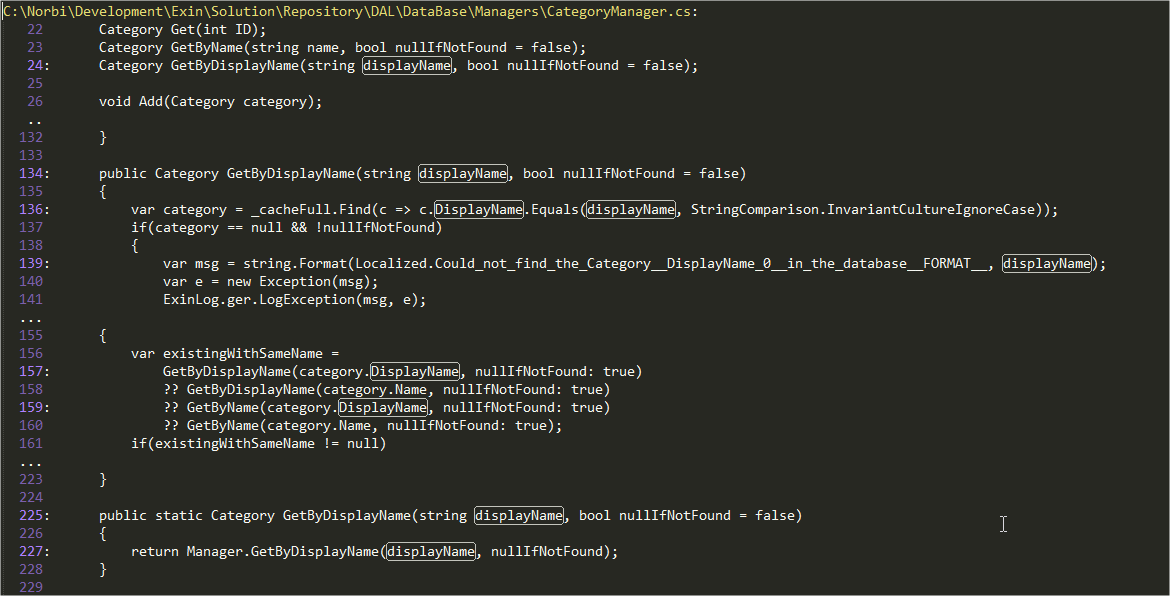 C:\Norbi\Development\Exin\Solution\Repository\DAL\DataBase\Managers\CategoryManager.cs:
22 Category Get(int ID);
23 Category GetByName(string name, bool nullIfNotFound = false);
24: Category GetByDisplayName(string displayName, bool nullIfNotFound = false);
25
26 void Add(Category category);
..
132 }
133
134: public Category GetByDisplayName(string displayName, bool nullIfNotFound = false)
135 {
136: var category = _cacheFull.Find(c => c.DisplayName.Equals(displayName, StringComparison.InvariantCultureIgnoreCase));
137 if(category == null && !nullIfNotFound)
138 {
139: var msg = string.Format(Localized.Could_not_find_the_Category__DisplayName_0__in_the_database__FORMAT__, displayName);
140 var e = new Exception(msg);
141 ExinLog.ger.LogException(msg, e);
...
155 {
156 var existingWithSameName =
157: GetByDisplayName(category.DisplayName, nullIfNotFound: true)
158 ?? GetByDisplayName(category.Name, nullIfNotFound: true)
159: ?? GetByName(category.DisplayName, nullIfNotFound: true)
160 ?? GetByName(category.Name, nullIfNotFound: true);
161 if(existingWithSameName != null)
...
223 }
224
225: public static Category GetByDisplayName(string displayName, bool nullIfNotFound = false)
226 {
227: return Manager.GetByDisplayName(displayName, nullIfNotFound);
228 }
229